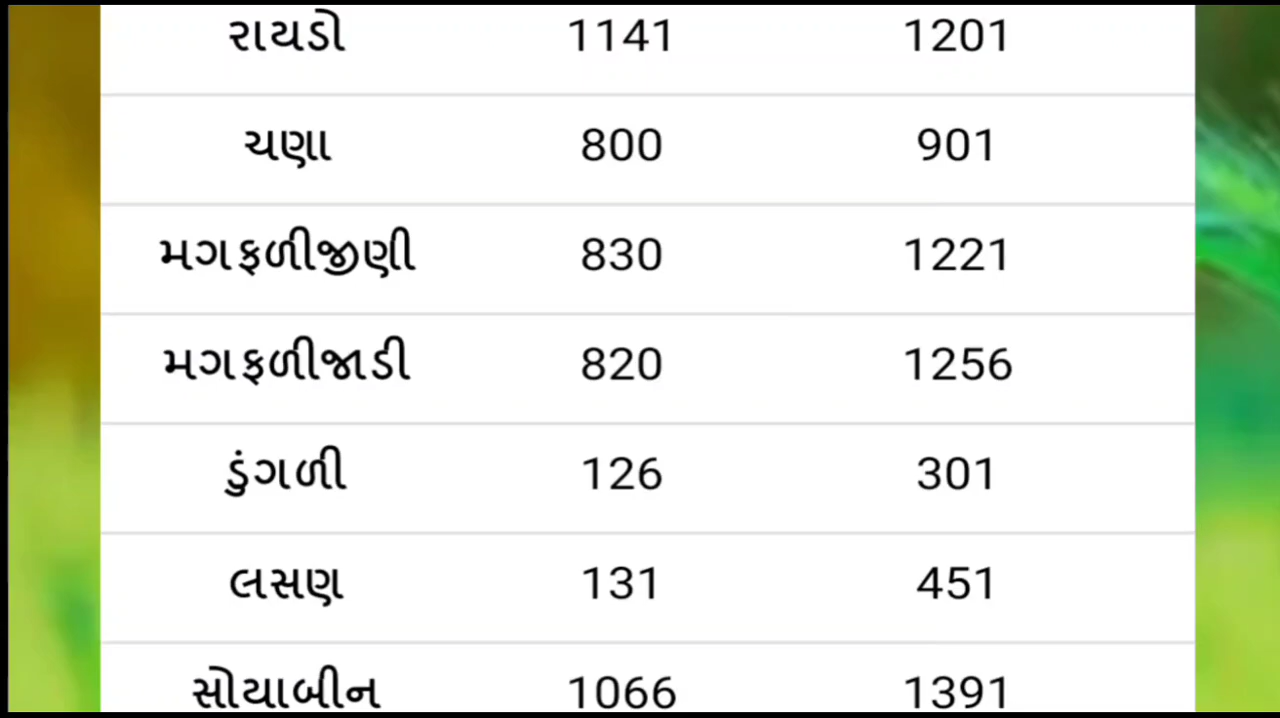 રાયડો 1141 1201
ચણા 800 901
મગફળીજીણી 830 1221
મગફળીજાડી 820 1256
ડુંગળી 126 301
લસણ 131 451
સોયાબીન 1066 1391